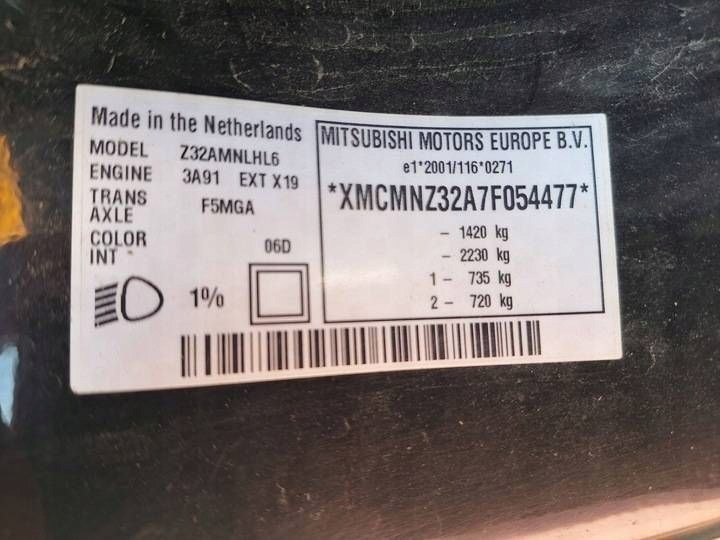 Made in the Netherlands
MODEL Z32AMNLHL6
ENGINE 3A91 EXT X19
TRANS AXLE F5MGA
COLOR INT 06D
1%
MITSUBISHI MOTORS EUROPE B.V.
e1*2001/116*0271
*XMCMNZ32A7F054477*
– 1420 kg
– 2230 kg
1 – 735 kg
2 – 720 kg